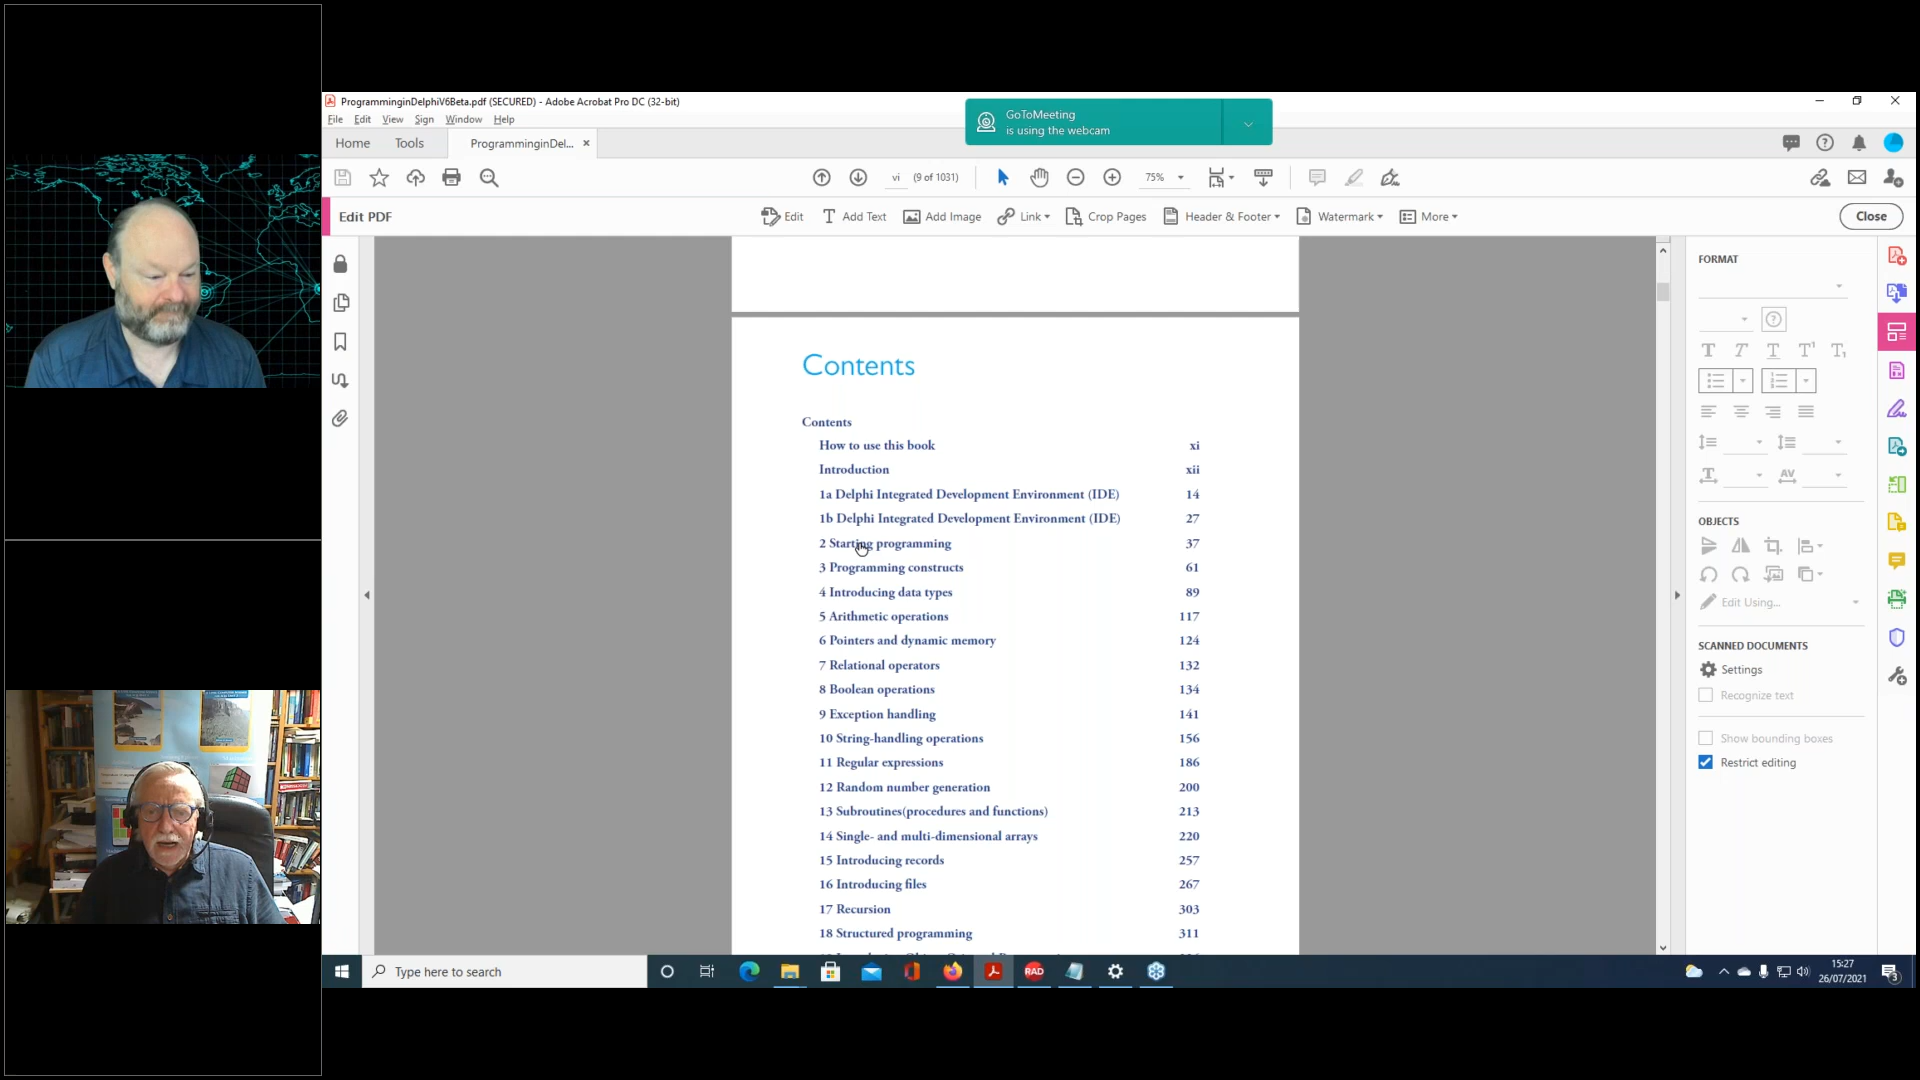 ProgramminginDelphiV6Beta.pdf (SECURED) - Adobe Acrobat Pro DC (32-bit)
File Edit View Sign Window Help
GoToMeeting
is using the webcam
Home Tools ProgramminginDel... ×
vi (9 of 1031) 75%
Edit PDF Edit Add Text Add Image Link Crop Pages Header & Footer Watermark More Close
Contents
Contents
How to use this book xi
Introduction xii
1a Delphi Integrated Development Environment (IDE) 14
1b Delphi Integrated Development Environment (IDE) 27
2 Starting programming 37
3 Programming constructs 61
4 Introducing data types 89
5 Arithmetic operations 117
6 Pointers and dynamic memory 124
7 Relational operators 132
8 Boolean operations 134
9 Exception handling 141
10 String-handling operations 156
11 Regular expressions 186
12 Random number generation 200
13 Subroutines(procedures and functions) 213
14 Single- and multi-dimensional arrays 220
15 Introducing records 257
16 Introducing files 267
17 Recursion 303
18 Structured programming 311
FORMAT
OBJECTS
Edit Using...
SCANNED DOCUMENTS
Settings
Recognize text
Show bounding boxes
Restrict editing
Type here to search
RAD
15:27
26/07/2021
3